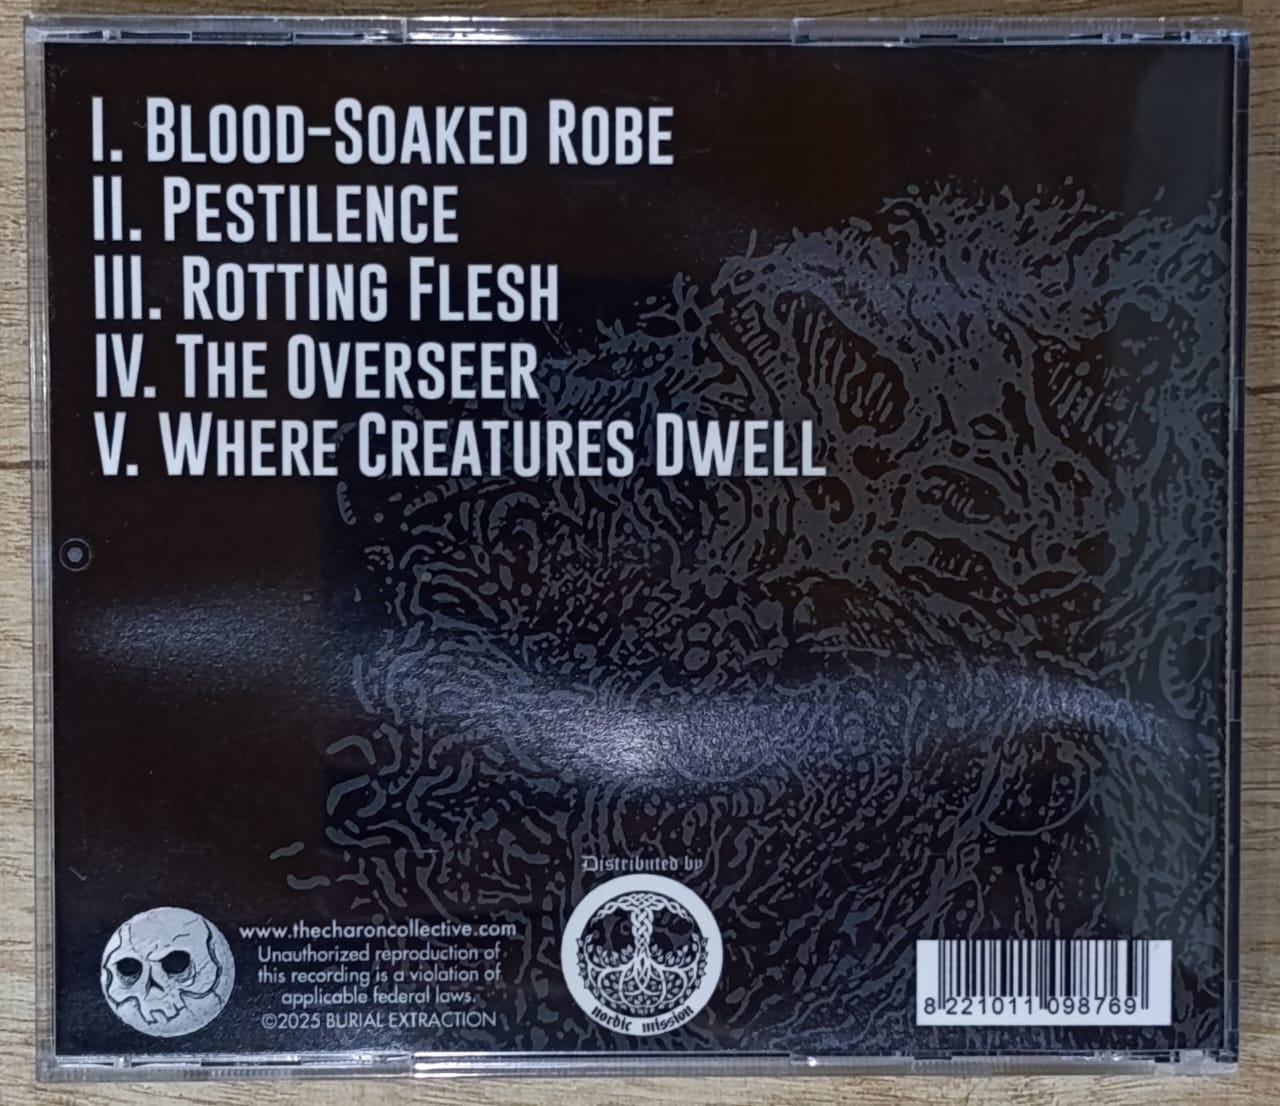 I. BLOOD-SOAKED ROBE
II. PESTILENCE
III. ROTTING FLESH
IV. THE OVERSEER
V. WHERE CREATURES DWELL
Distributed by
nordic mission
www.thecharoncollective.com
Unauthorized reproduction of
this recording is a violation of
applicable federal laws.
©2025 BURIAL EXTRACTION
8 221011 098769